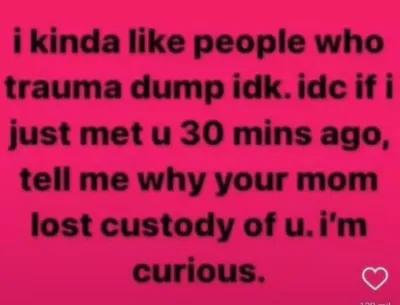 i kinda like people who
trauma dump idk. idc if i
just met u 30 mins ago,
tell me why your mom
lost custody of u. i'm
curious.